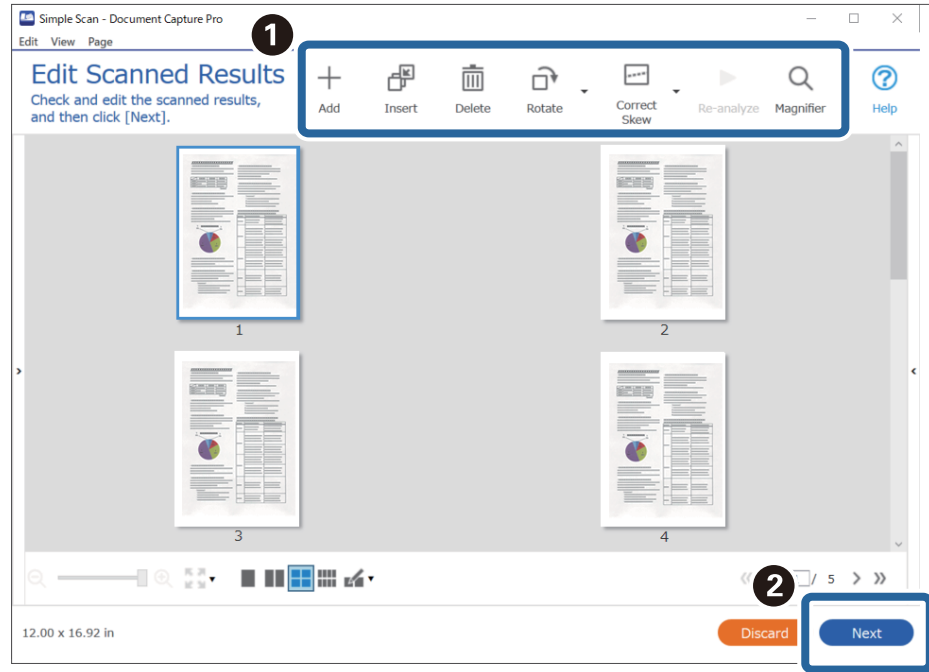 Simple Scan - Document Capture Pro
Edit View Page
1
Edit Scanned Results
Check and edit the scanned results,
and then click [Next].
Add Insert Delete Rotate Correct Skew Re-analyze Magnifier Help
1 2
3 4
/ 5
2
12.00 x 16.92 in
Discard Next